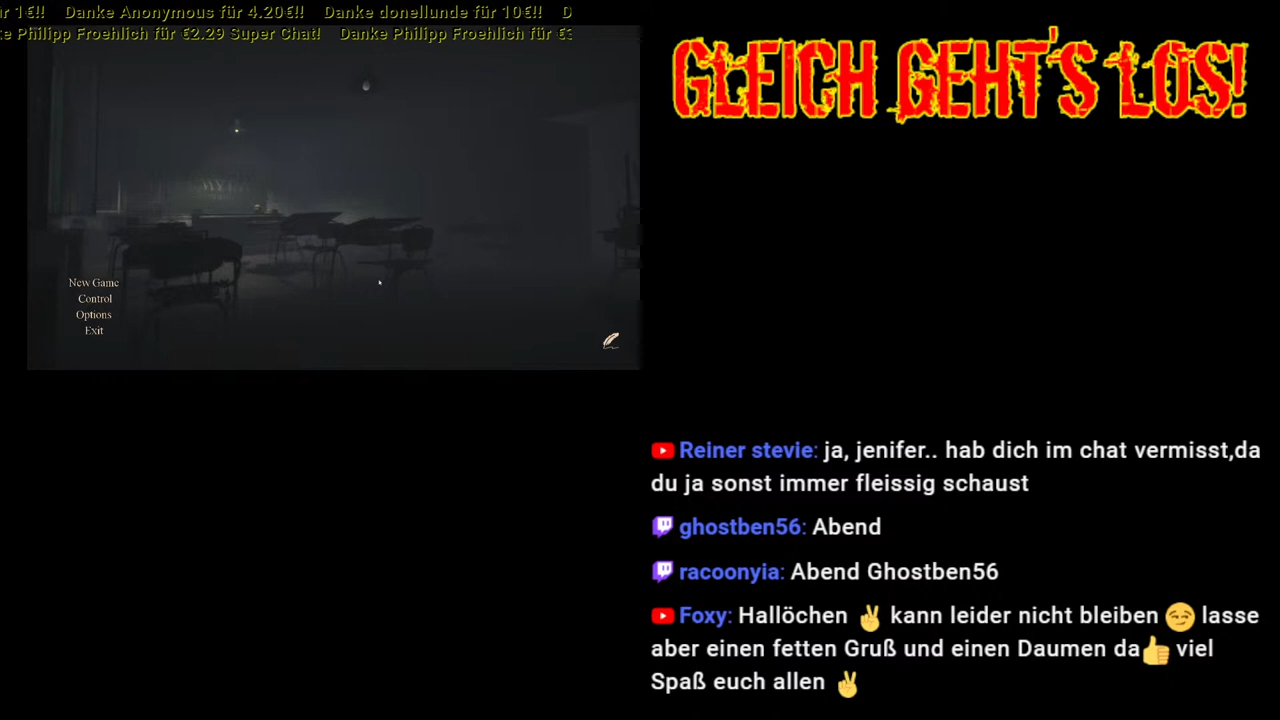 r 1€!! Danke Anonymous für 4.20€!! Danke donellunde für 10€!! D
e Philipp Froehlich für €2.29 Super Chat! Danke Philipp Froehlich für €
GLEICH GEHT'S LOS!
New Game
Control
Options
Exit
Reiner stevie: ja, jenifer.. hab dich im chat vermisst,da
du ja sonst immer fleissig schaust
ghostben56: Abend
racoonyia: Abend Ghostben56
Foxy: Hallöchen ✌️ kann leider nicht bleiben 😏 lasse
aber einen fetten Gruß und einen Daumen da👍 viel
Spaß euch allen ✌️